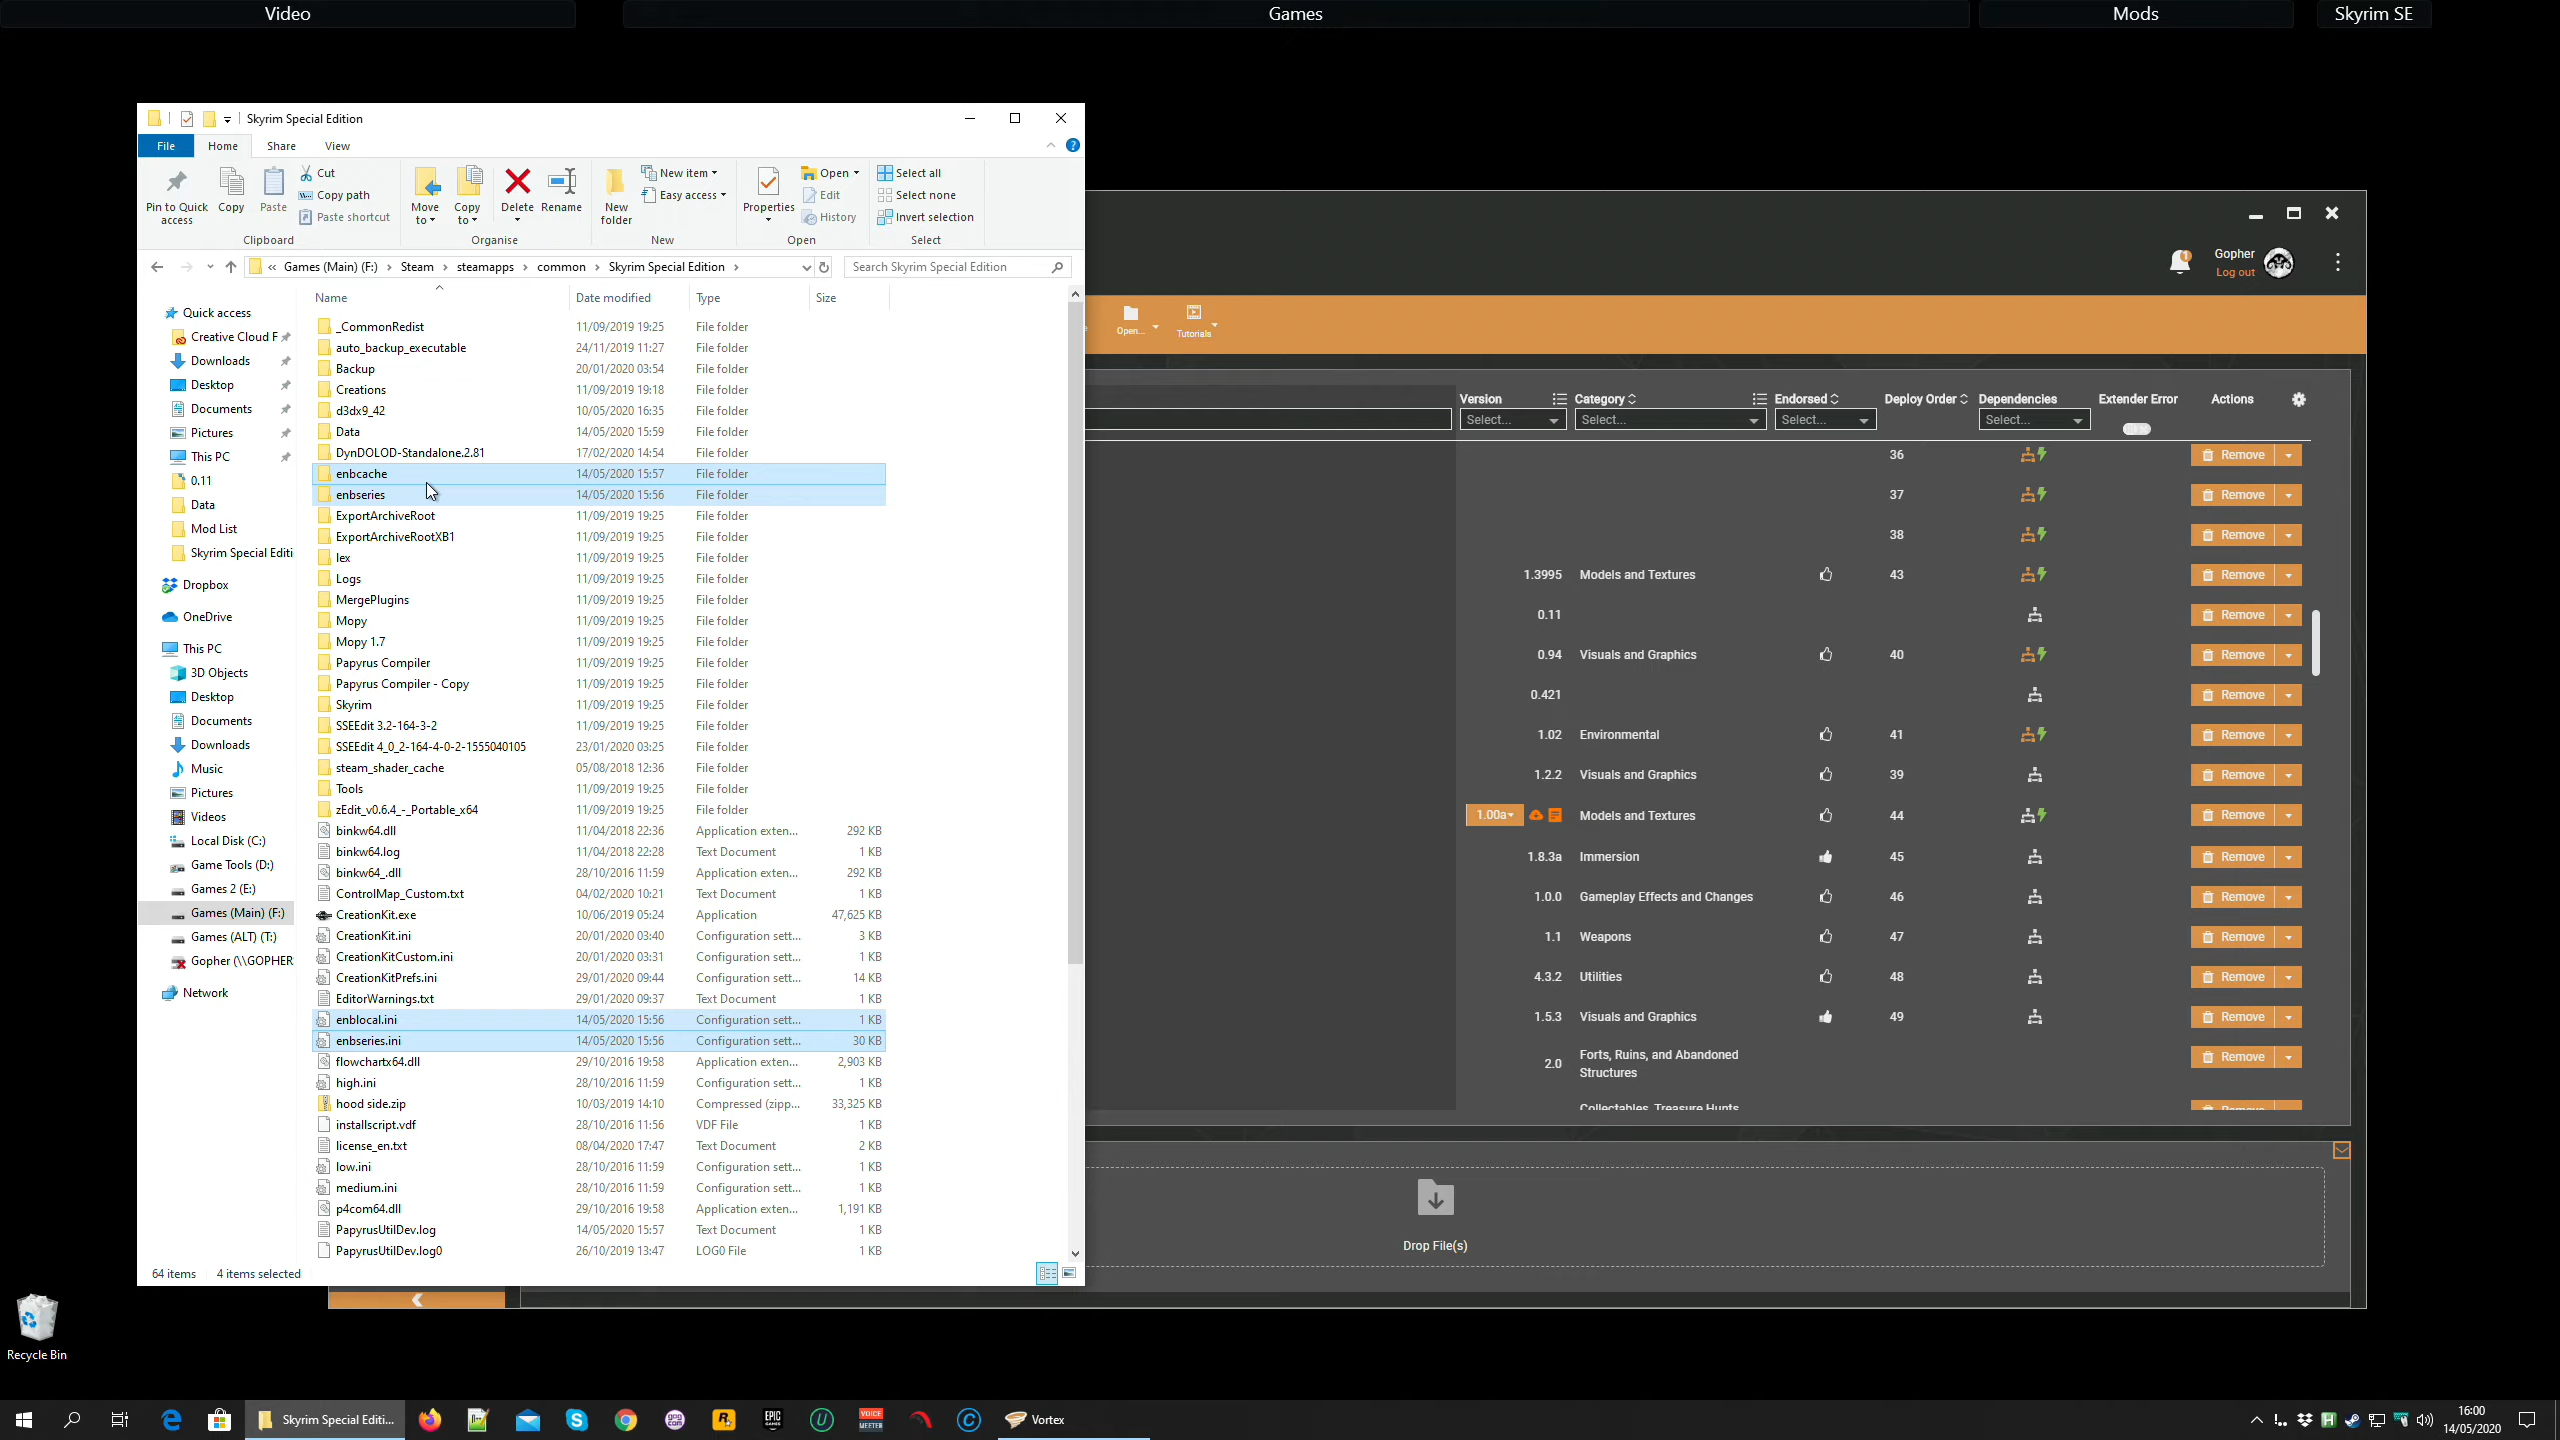 Video
Games
Mods
Skyrim SE
Skyrim Special Edition
File
Home
Share
View
Pin to Quick access
Copy
Paste
Cut
Copy path
Paste shortcut
Clipboard
Move to
Copy to
Delete
Rename
Organise
New folder
New item
Easy access
New
Properties
Open
Edit
History
Open
Select all
Select none
Invert selection
Select
« Games (Main) (F:) > Steam > steamapps > common > Skyrim Special Edition >
Search Skyrim Special Edition
Quick access
Creative Cloud F
Downloads
Desktop
Documents
Pictures
This PC
0.11
Data
Mod List
Skyrim Special Editi
Dropbox
OneDrive
This PC
3D Objects
Desktop
Documents
Downloads
Music
Pictures
Videos
Local Disk (C:)
Game Tools (D:)
Games 2 (E:)
Games (Main) (F:)
Games (ALT) (T:)
Gopher (\\GOPHER
Network
Name Date modified Type Size
_CommonRedist 11/09/2019 19:25 File folder
auto_backup_executable 24/11/2019 11:27 File folder
Backup 20/01/2020 03:54 File folder
Creations 11/09/2019 19:18 File folder
d3dx9_42 10/05/2020 16:35 File folder
Data 14/05/2020 15:59 File folder
DynDOLOD-Standalone.2.81 17/02/2020 14:54 File folder
enbcache 14/05/2020 15:57 File folder
enbseries 14/05/2020 15:56 File folder
ExportArchiveRoot 11/09/2019 19:25 File folder
ExportArchiveRootXB1 11/09/2019 19:25 File folder
lex 11/09/2019 19:25 File folder
Logs 11/09/2019 19:25 File folder
MergePlugins 11/09/2019 19:25 File folder
Mopy 11/09/2019 19:25 File folder
Mopy 1.7 11/09/2019 19:25 File folder
Papyrus Compiler 11/09/2019 19:25 File folder
Papyrus Compiler - Copy 11/09/2019 19:25 File folder
Skyrim 11/09/2019 19:25 File folder
SSEEdit 3.2-164-3-2 11/09/2019 19:25 File folder
SSEEdit 4_0_2-164-4-0-2-1555040105 23/01/2020 03:25 File folder
steam_shader_cache 05/08/2018 12:36 File folder
Tools 11/09/2019 19:25 File folder
zEdit_v0.6.4_-_Portable_x64 11/09/2019 19:25 File folder
binkw64.dll 11/04/2018 22:36 Application exten... 292 KB
binkw64.log 11/04/2018 22:28 Text Document 1 KB
binkw64_.dll 28/10/2016 11:59 Application exten... 292 KB
ControlMap_Custom.txt 04/02/2020 10:21 Text Document 1 KB
CreationKit.exe 10/06/2019 05:24 Application 47,625 KB
CreationKit.ini 20/01/2020 03:40 Configuration sett... 3 KB
CreationKitCustom.ini 20/01/2020 03:31 Configuration sett... 1 KB
CreationKitPrefs.ini 29/01/2020 09:44 Configuration sett... 14 KB
EditorWarnings.txt 29/01/2020 09:37 Text Document 1 KB
enblocal.ini 14/05/2020 15:56 Configuration sett... 1 KB
enbseries.ini 14/05/2020 15:56 Configuration sett... 30 KB
flowchartx64.dll 29/10/2016 19:58 Application exten... 2,903 KB
high.ini 28/10/2016 11:59 Configuration sett... 1 KB
hood side.zip 10/03/2019 14:10 Compressed (zipp... 33,325 KB
installscript.vdf 28/10/2016 11:56 VDF File 1 KB
license_en.txt 08/04/2020 17:47 Text Document 2 KB
low.ini 28/10/2016 11:59 Configuration sett... 1 KB
medium.ini 28/10/2016 11:59 Configuration sett... 1 KB
p4com64.dll 29/10/2016 19:58 Application exten... 1,191 KB
PapyrusUtilDev.log 14/05/2020 15:57 Text Document 1 KB
PapyrusUtilDev.log0 26/10/2019 13:47 LOG0 File 1 KB
64 items 4 items selected
1
Gopher
Log out
Open...
Tutorials
Version Category Endorsed Deploy Order Dependencies Extender Error Actions
Select... Select... Select... Select...
36 Remove
37 Remove
38 Remove
1.3995 Models and Textures 43 Remove
0.11 Remove
0.94 Visuals and Graphics 40 Remove
0.421 Remove
1.02 Environmental 41 Remove
1.2.2 Visuals and Graphics 39 Remove
1.00a Models and Textures 44 Remove
1.8.3a Immersion 45 Remove
1.0.0 Gameplay Effects and Changes 46 Remove
1.1 Weapons 47 Remove
4.3.2 Utilities 48 Remove
1.5.3 Visuals and Graphics 49 Remove
2.0 Forts, Ruins, and Abandoned Structures Remove
Collectables, Treasure Hunts Remove
Drop File(s)
Recycle Bin
Skyrim Special Editi...
GOG COM
EPIC GAMES
VOICE MEETER
Vortex
16:00
14/05/2020